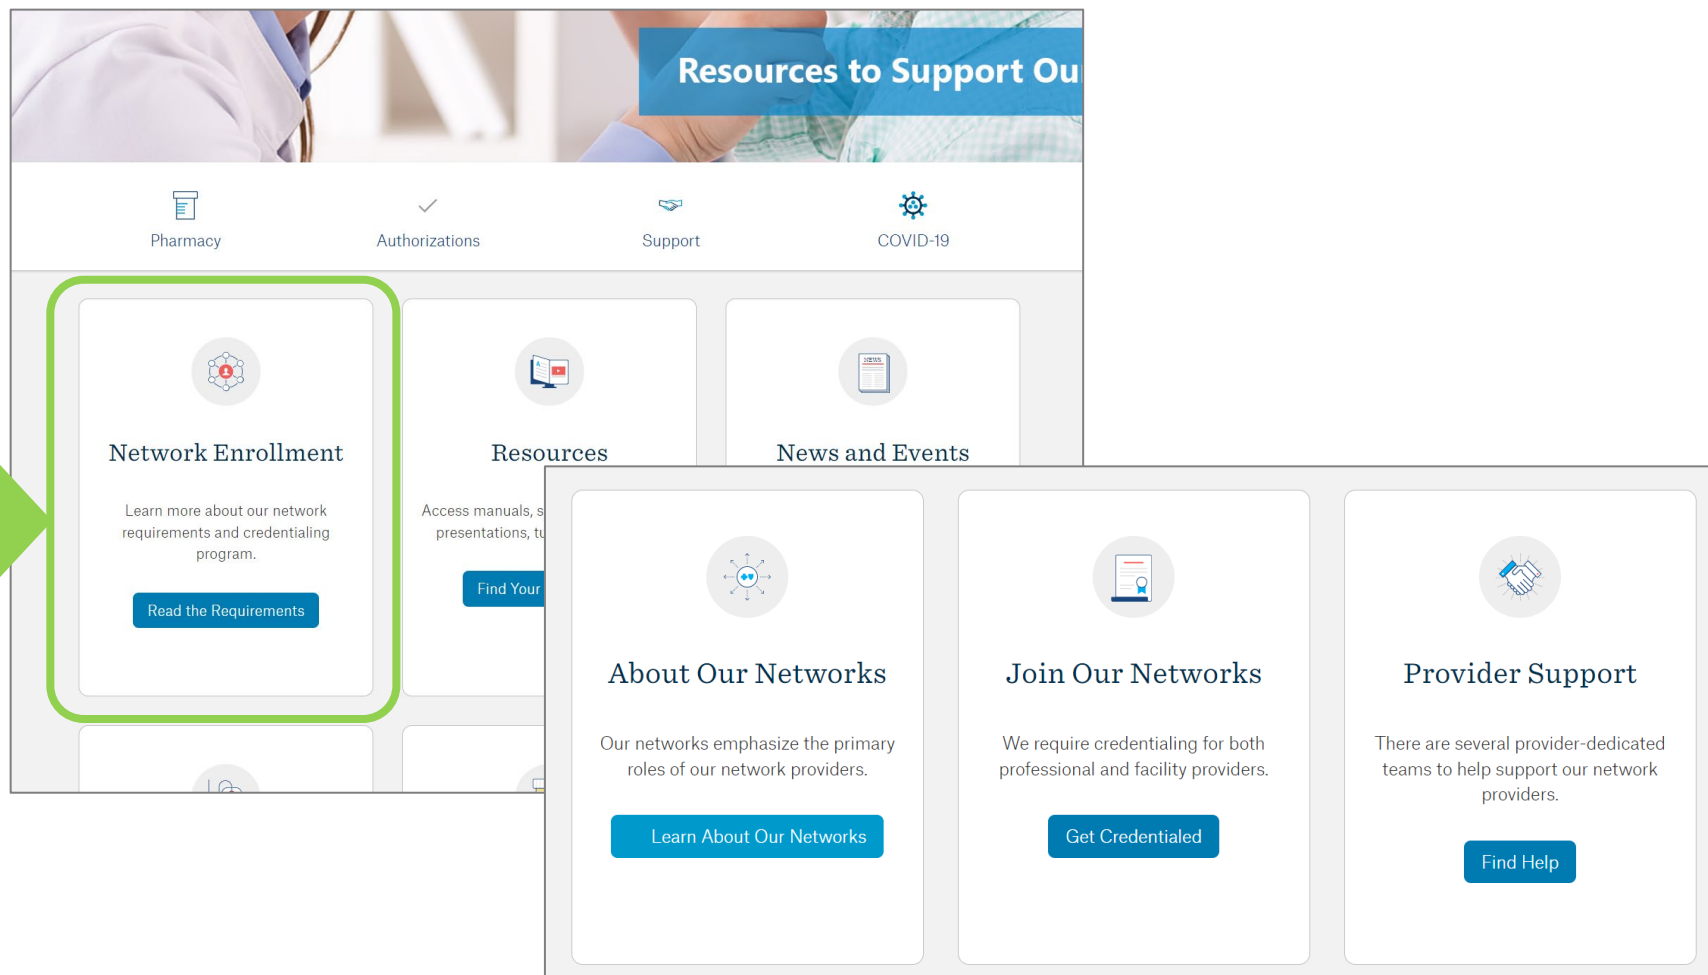 Resources to Support Ou
Pharmacy
Authorizations
Support
COVID-19
Network Enrollment
Learn more about our network
requirements and credentialing
program.
Read the Requirements
Resources
Access manuals, s
presentations, tu
Find Your
NEWS
News and Events
About Our Networks
Our networks emphasize the primary
roles of our network providers.
Learn About Our Networks
Join Our Networks
We require credentialing for both
professional and facility providers.
Get Credentialed
Provider Support
There are several provider-dedicated
teams to help support our network
providers.
Find Help